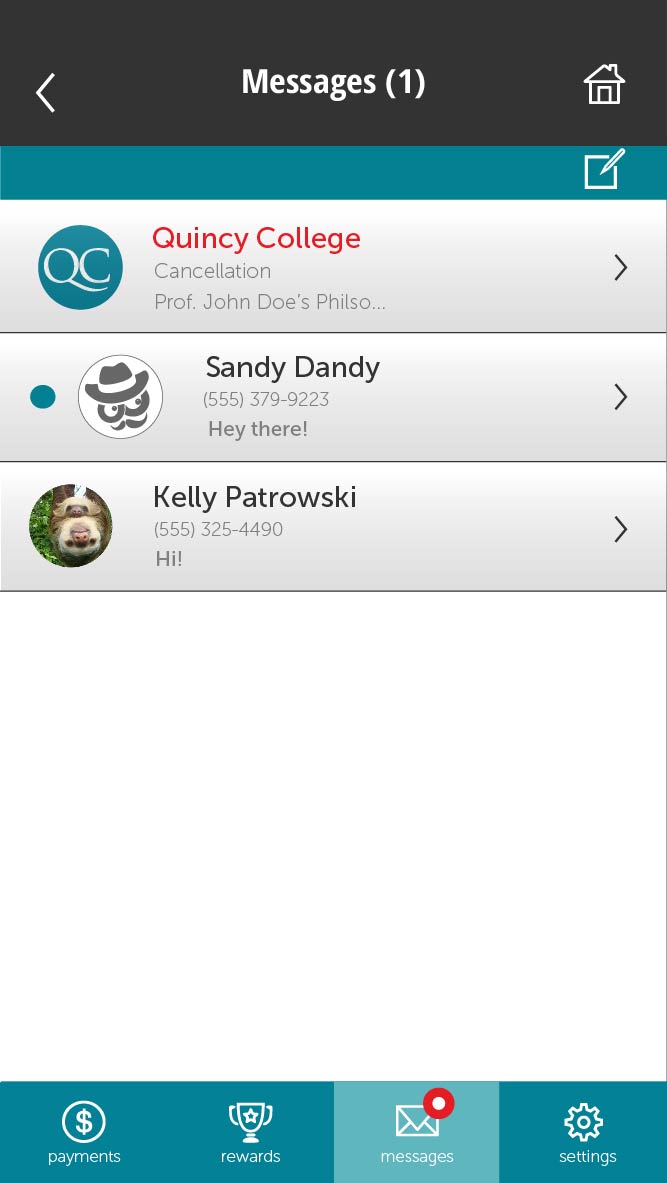 Messages (1)
QC
Quincy College
Cancellation
Prof. John Doe’s Philso...
Sandy Dandy
(555) 379-9223
Hey there!
Kelly Patrowski
(555) 325-4490
Hi!
$
payments
rewards
messages
settings